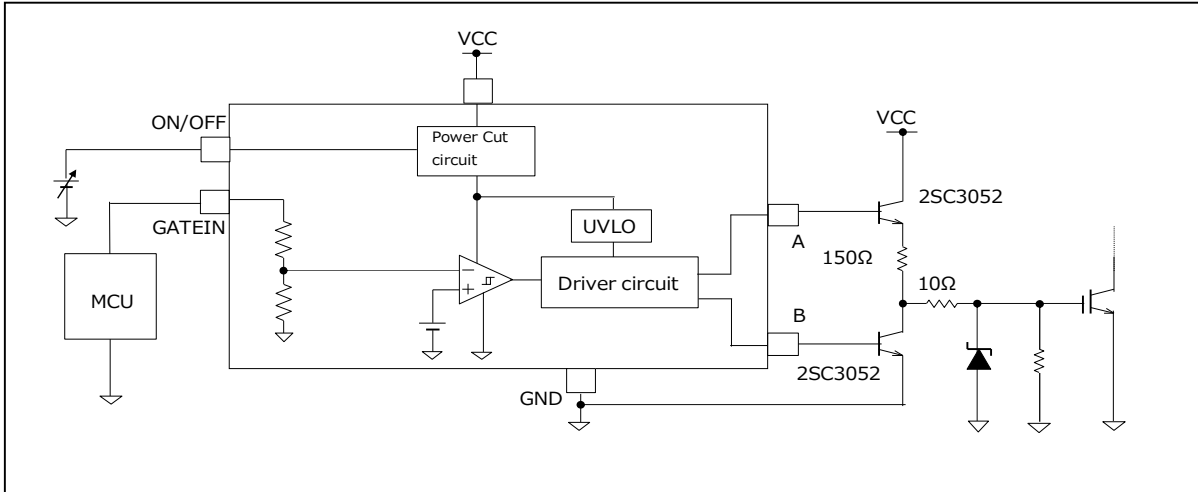 VCC
ON/OFF
Power Cut
circuit
VCC
2SC3052
GATEIN
UVLO
A
150Ω
10Ω
MCU
Driver circuit
B
2SC3052
GND